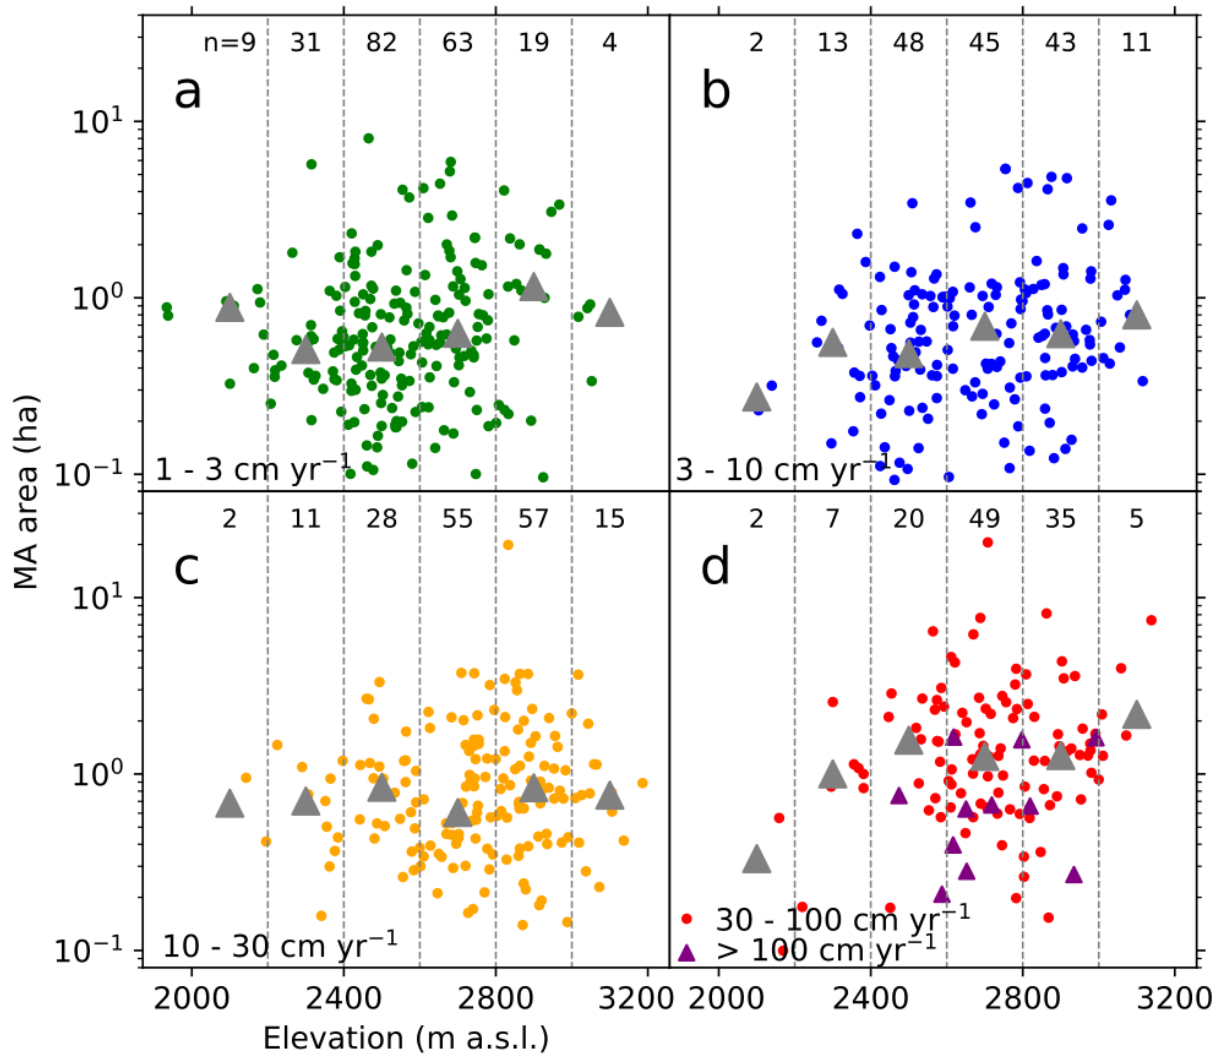 n=9 31 82 63 19 4
2 13 48 45 43 11
a
b
10¹
10⁰
10⁻¹
1 - 3 cm yr⁻¹
3 - 10 cm yr⁻¹
MA area (ha)
2 11 28 55 57 15
2 7 20 49 35 5
c
d
10¹
10⁰
10⁻¹
10 - 30 cm yr⁻¹
30 - 100 cm yr⁻¹
> 100 cm yr⁻¹
2000 2400 2800 3200
2000 2400 2800 3200
Elevation (m a.s.l.)